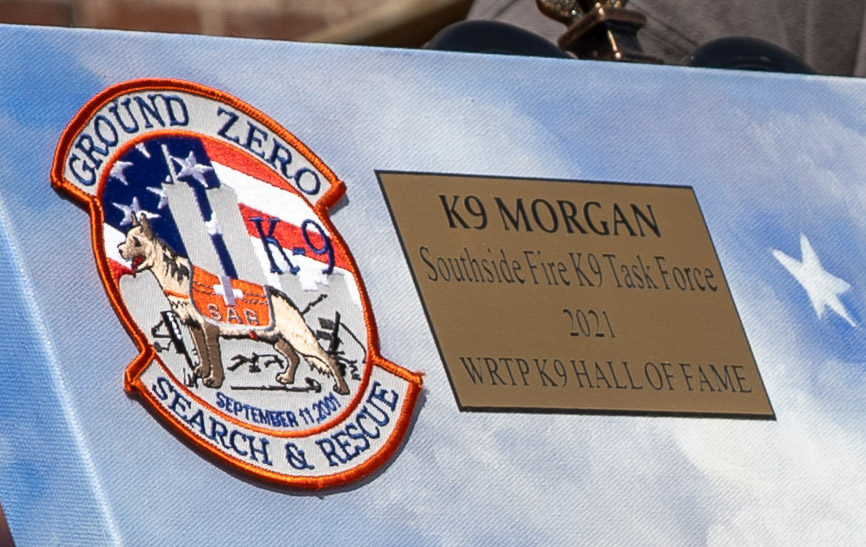 GROUND ZERO
K-9
SAR
SEPTEMBER 11, 2001
SEARCH & RESCUE
K9 MORGAN
Southside Fire K9 Task Force
2021
WRTP K9 HALL OF FAME